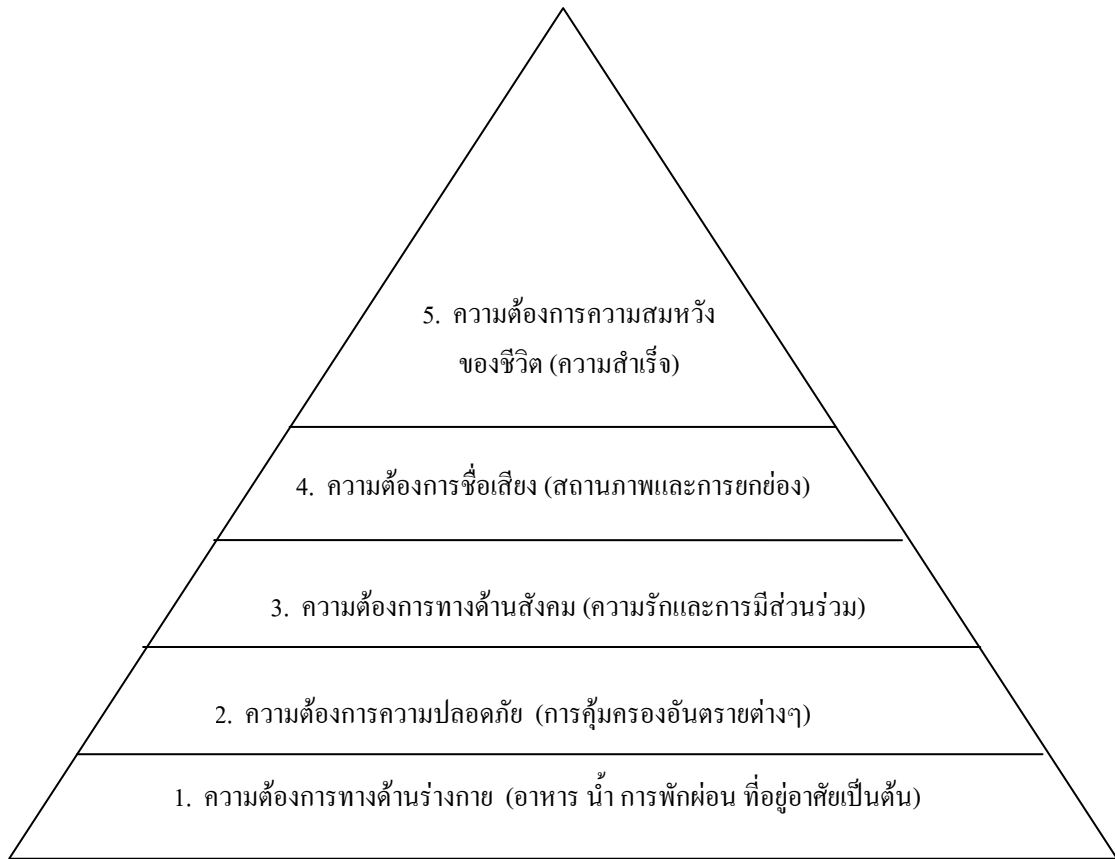 5. ความต้องการความสมหวัง
ของชีวิต (ความสำเร็จ)
4. ความต้องการชื่อเสียง (สถานภาพและการยกย่อง)
3. ความต้องการทางด้านสังคม (ความรักและการมีส่วนร่วม)
2. ความต้องการความปลอดภัย (การคุ้มครองอันตรายต่างๆ)
1. ความต้องการทางด้านร่างกาย (อาหาร น้ำ การพักผ่อน ที่อยู่อาศัยเป็นต้น)